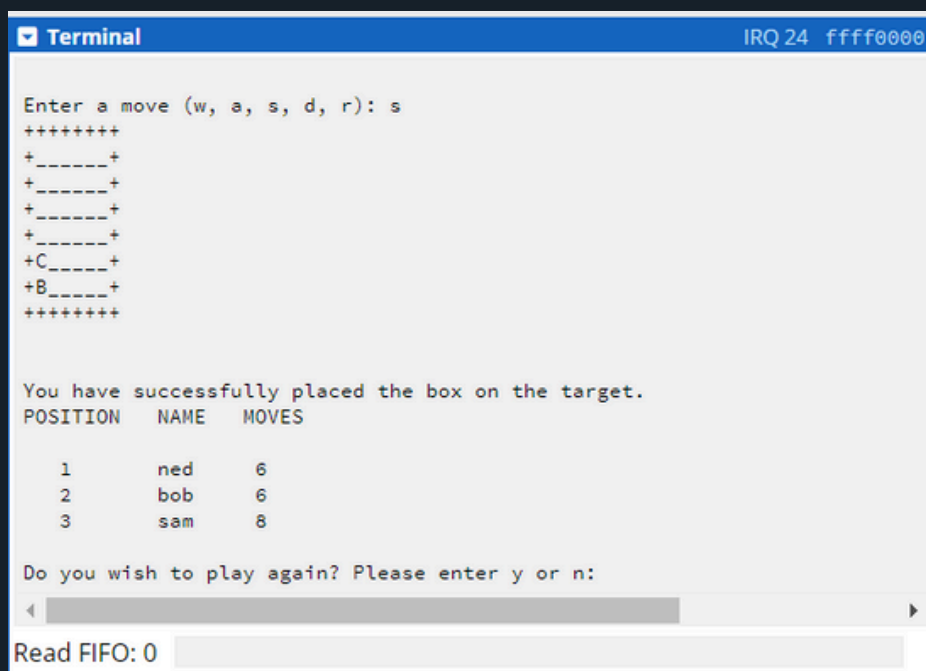 Terminal IRQ 24 ffff0000
Enter a move (w, a, s, d, r): s
++++++++
+______+
+______+
+______+
+______+
+C_____+
+B_____+
++++++++
You have successfully placed the box on the target.
POSITION NAME MOVES
1 ned 6
2 bob 6
3 sam 8
Do you wish to play again? Please enter y or n:
Read FIFO: 0